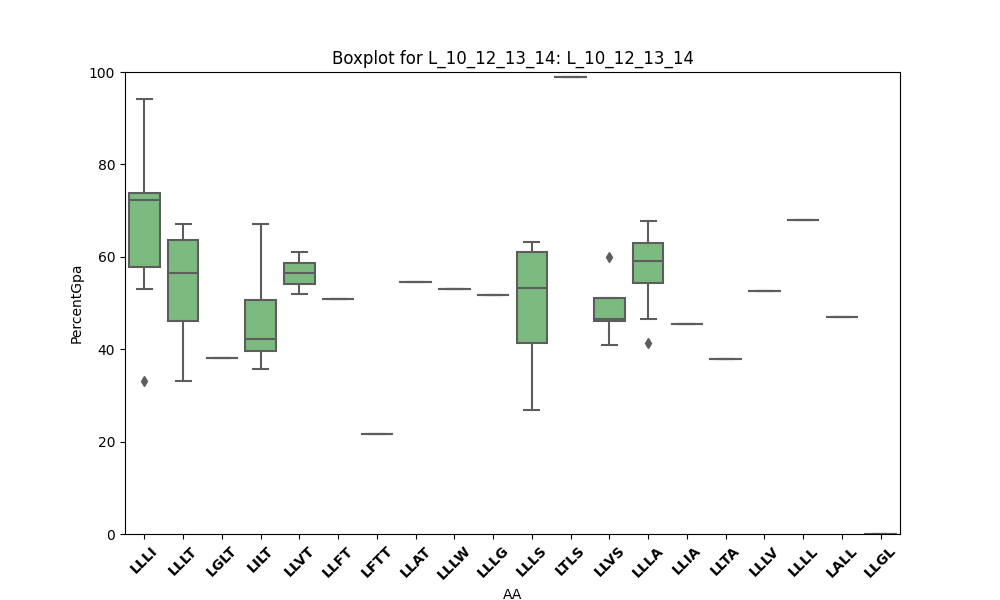 Boxplot for L_10_12_13_14: L_10_12_13_14
100
80
60
40
20
0
PercentGpa
LLLI LLLT LGLT LILT LLVT LLFT LFTT LLAT LLLW LLLG LLLS LTLS LLVS LLLA LLIA LLTA LLLV LLLL LALL LLGL
AA